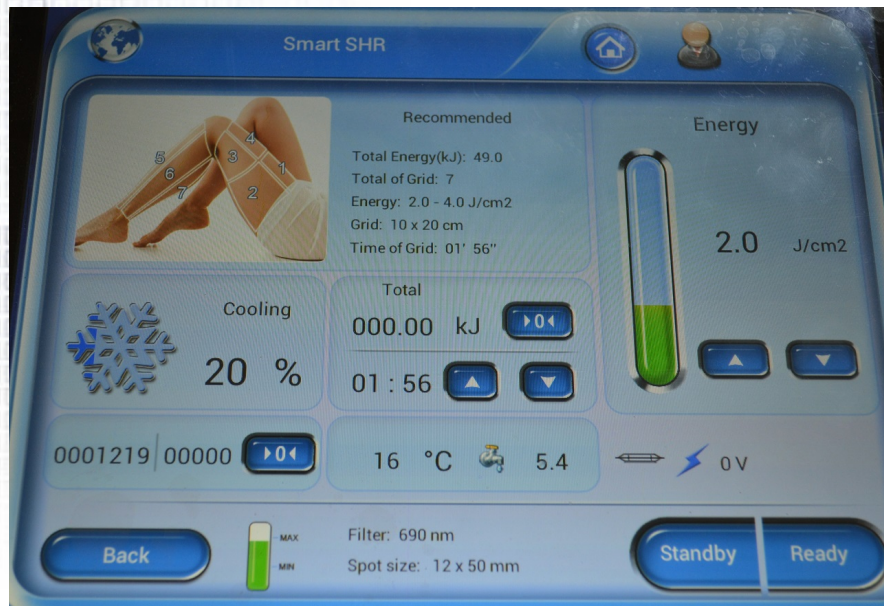 Smart SHR
5
6
7
4
3
1
2
Recommended
Total Energy(kJ): 49.0
Total of Grid: 7
Energy: 2.0 - 4.0 J/cm2
Grid: 10 x 20 cm
Time of Grid: 01' 56"
Energy
2.0 J/cm2
Cooling
20 %
Total
000.00 kJ
01 : 56
0001219 00000
16 °C
5.4
0 V
Back
MAX
MIN
Filter: 690 nm
Spot size: 12 x 50 mm
Standby
Ready